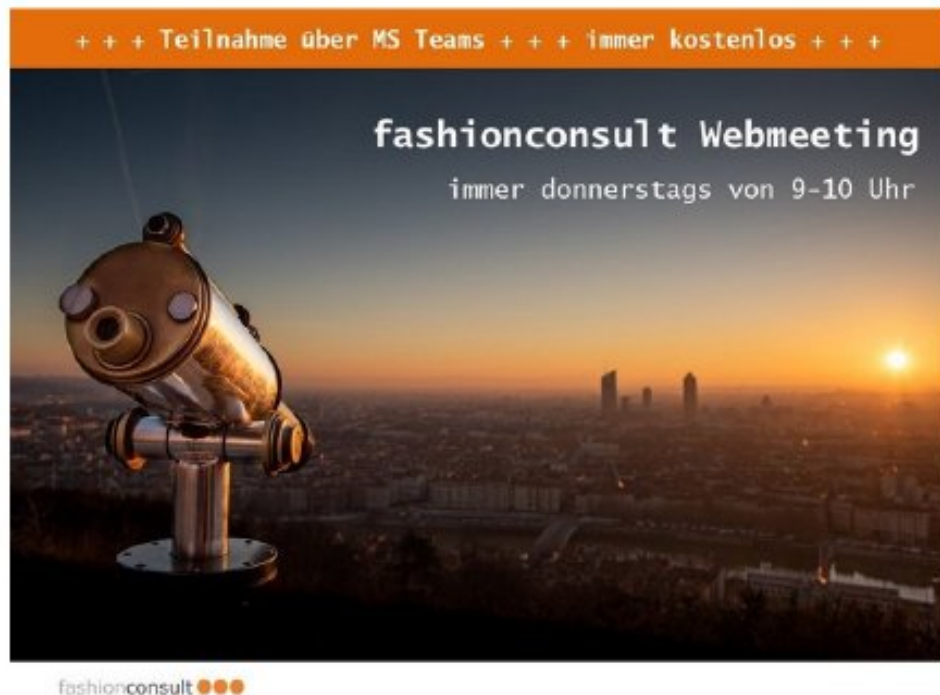 + + + Teilnahme über MS Teams + + + immer kostenlos + + +
fashionconsult Webmeeting
immer donnerstags von 9-10 Uhr
fashionconsult